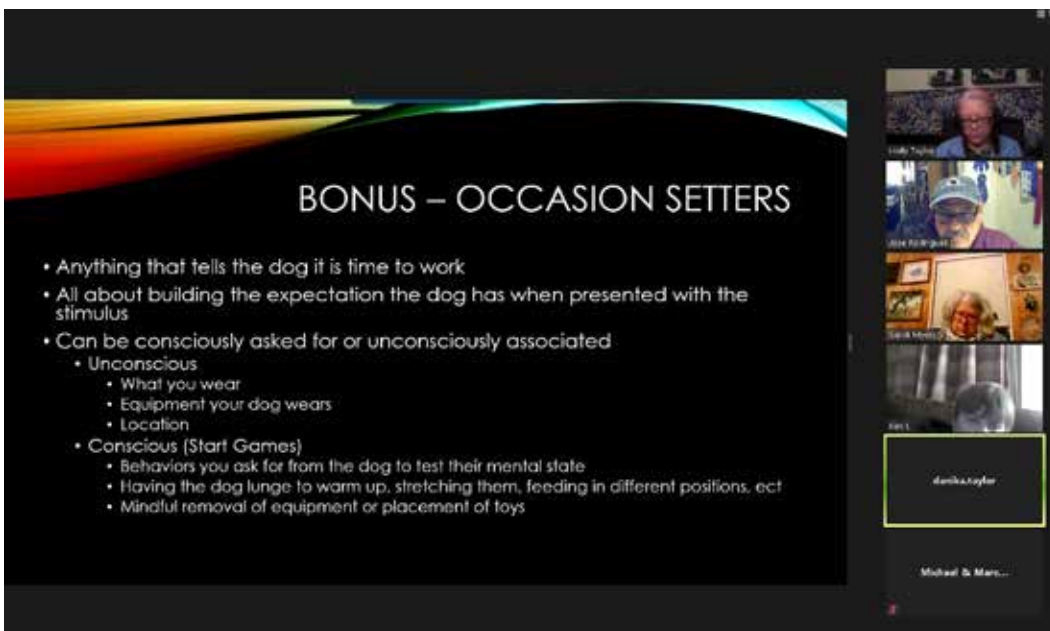 BONUS – OCCASION SETTERS
• Anything that tells the dog it is time to work
• All about building the expectation the dog has when presented with the
stimulus
• Can be consciously asked for or unconsciously associated
• Unconscious
• What you wear
• Equipment your dog wears
• Location
• Conscious (Start Games)
• Behaviors you ask for from the dog to test their mental state
• Having the dog lunge to warm up, stretching them, feeding in different positions, ect
• Mindful removal of equipment or placement of toys
Taylor
danika.taylor
Michael & Marc...